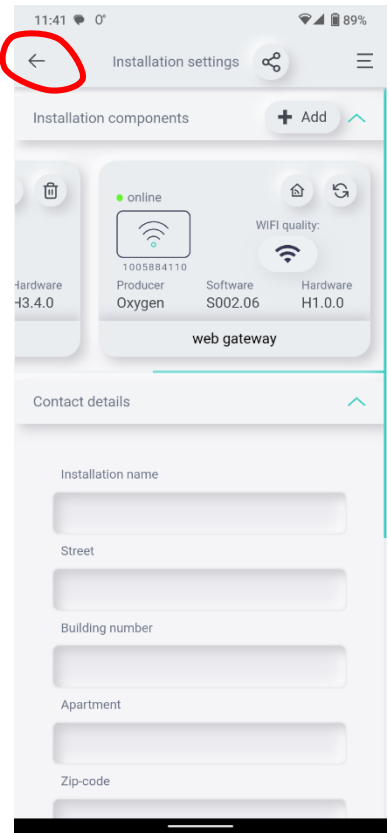 11:41 0° 89%
Installation settings
Installation components Add
online
WIFI quality:
1005884110
Hardware Producer Software Hardware
H3.4.0 Oxygen S002.06 H1.0.0
web gateway
Contact details
Installation name
Street
Building number
Apartment
Zip-code